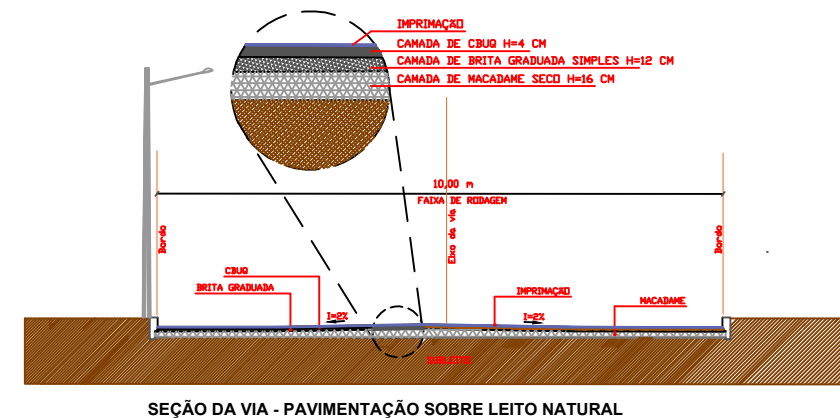 IMPRIMAÇÃO
CAMADA DE CBUQ H=4 CM
CAMADA DE BRITA GRADUADA SIMPLES H=12 CM
CAMADA DE MACADAME SECO H=16 CM
10,00 m
FAIXA DE RODAGEM
Bordo
Eixo da via
Bordo
CBUQ
BRITA GRADUADA
IMPRIMAÇÃO
MACADAME
I=2%
I=2%
SUBLEITO
SEÇÃO DA VIA - PAVIMENTAÇÃO SOBRE LEITO NATURAL